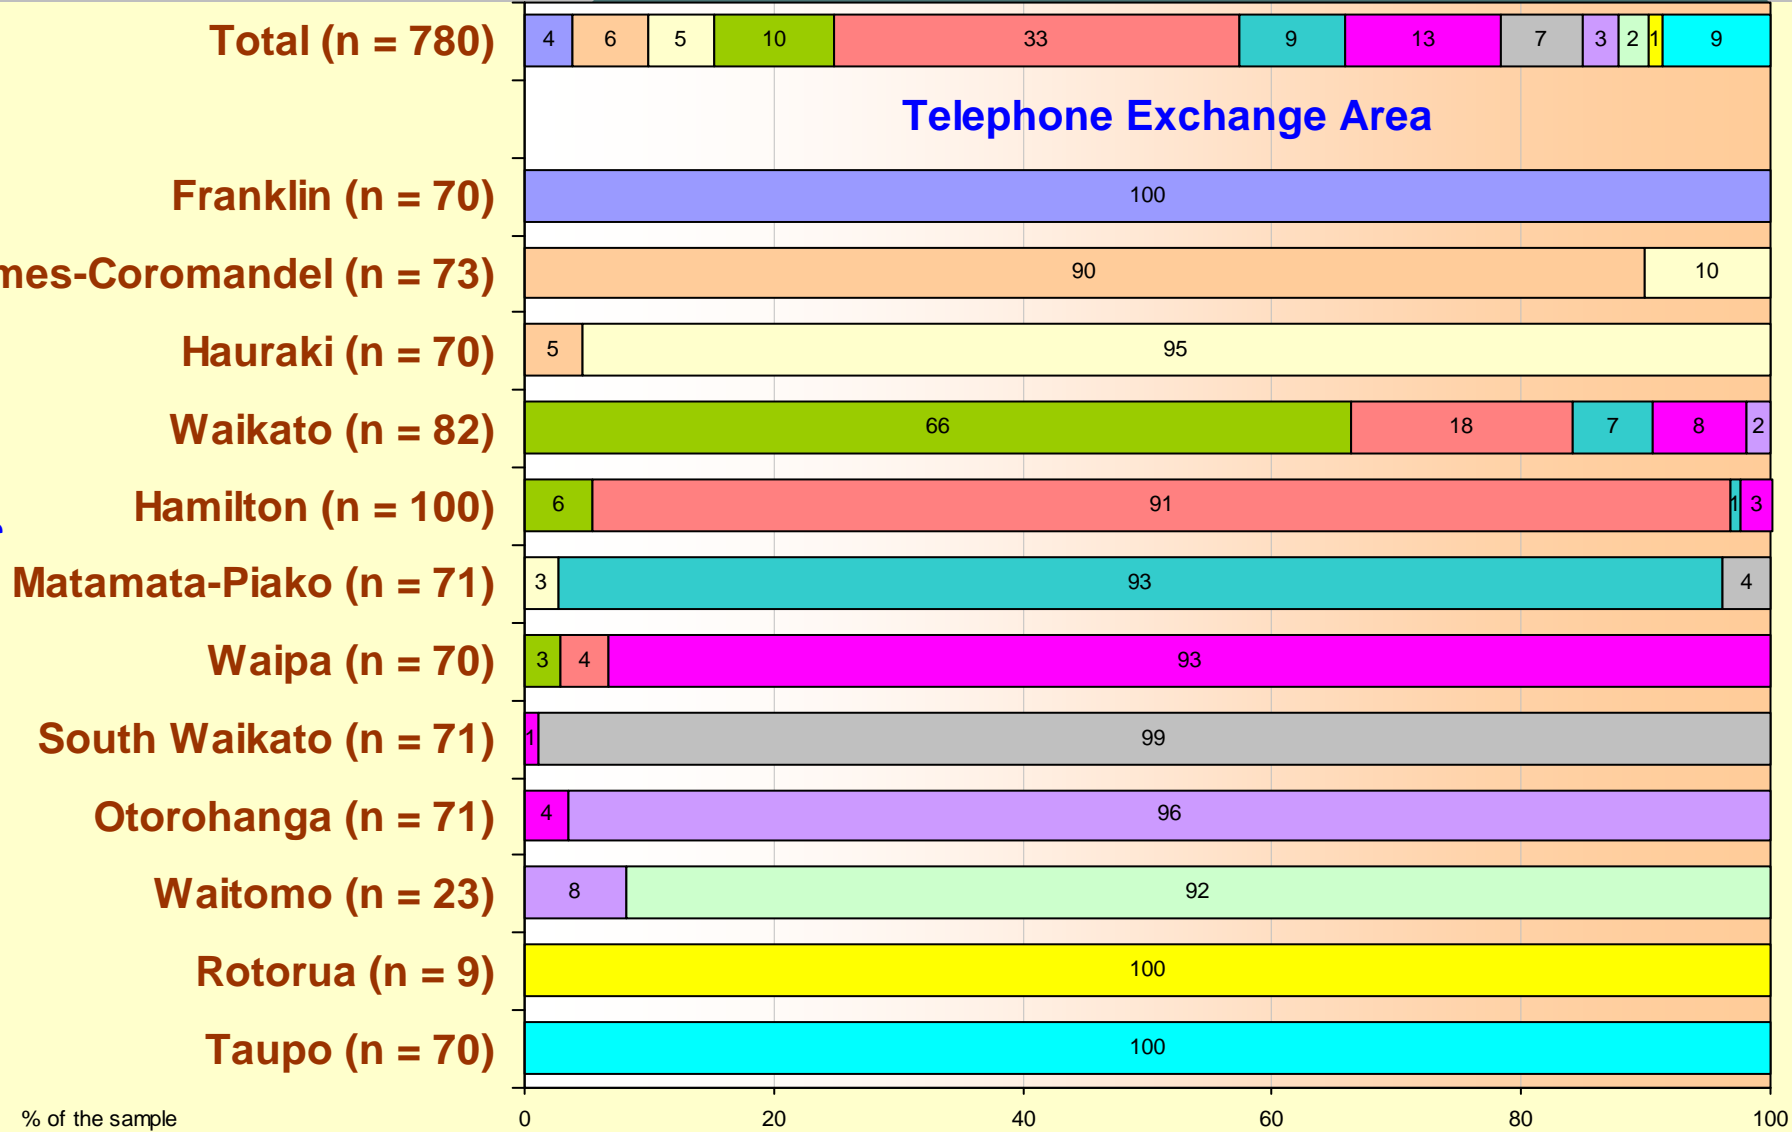 Total (n = 780) 4 6 5 10 33 9 13 7 3 2 1 9
Telephone Exchange Area
Franklin (n = 70) 100
mes-Coromandel (n = 73) 90 10
Hauraki (n = 70) 5 95
Waikato (n = 82) 66 18 7 8 2
Hamilton (n = 100) 6 91 1 3
Matamata-Piako (n = 71) 3 93 4
Waipa (n = 70) 3 4 93
South Waikato (n = 71) 1 99
Otorohanga (n = 71) 4 96
Waitomo (n = 23) 8 92
Rotorua (n = 9) 100
Taupo (n = 70) 100
% of the sample 0 20 40 60 80 100